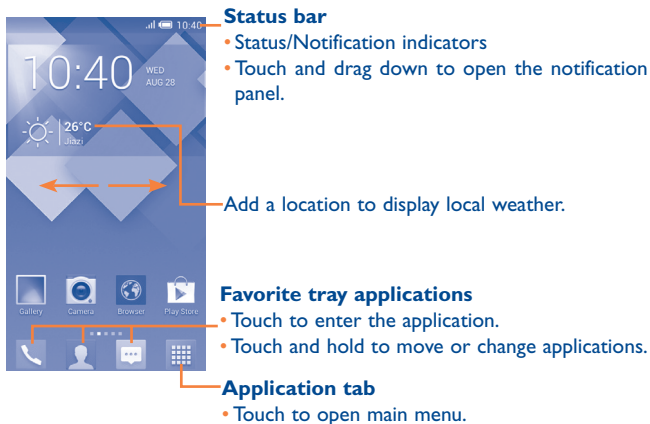 10:40
Status bar
• Status/Notification indicators
• Touch and drag down to open the notification
panel.
10:40
WED
AUG 28
26°C
Jiazi
Add a location to display local weather.
Gallery
Camera
Browser
Play Store
Favorite tray applications
• Touch to enter the application.
• Touch and hold to move or change applications.
Application tab
• Touch to open main menu.